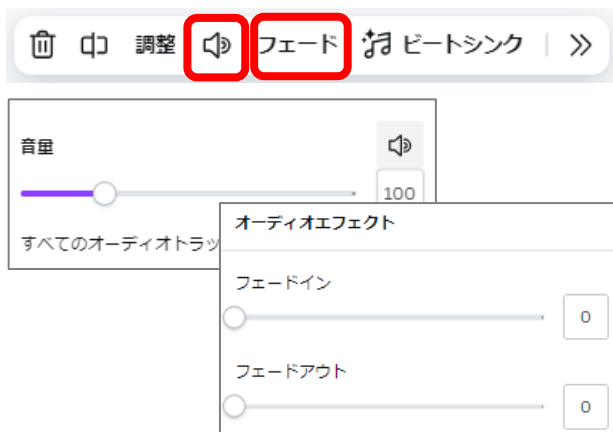 調整 フェード ビートシンク
音量
100
すべてのオーディオトラッ
オーディオエフェクト
フェードイン
0
フェードアウト
0